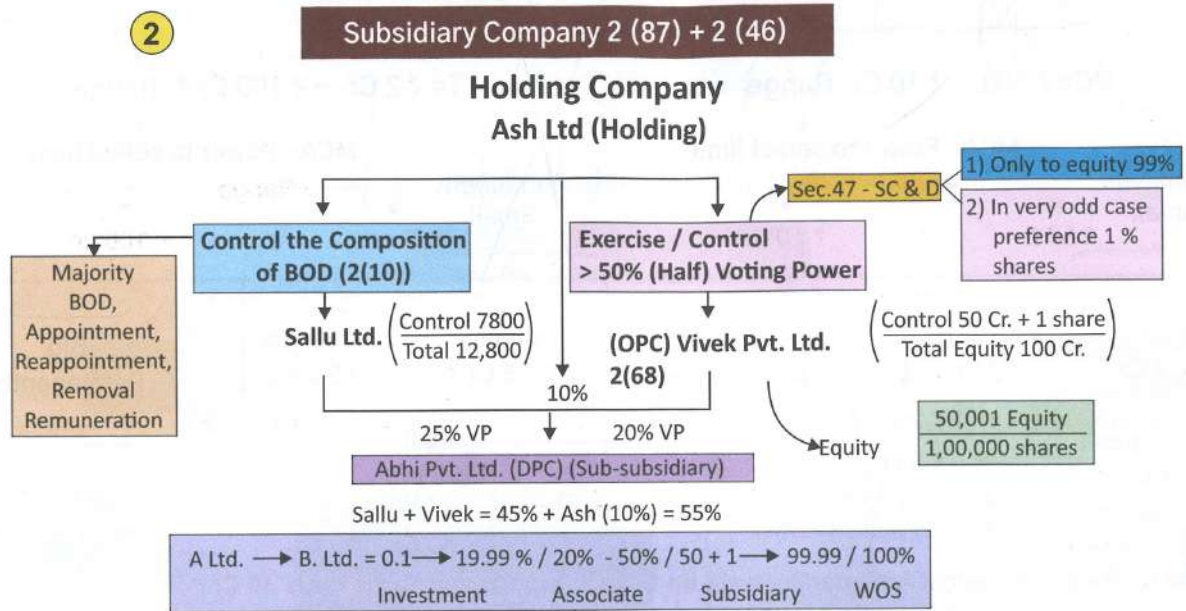 2
Subsidiary Company 2 (87) + 2 (46)
Holding Company
Ash Ltd (Holding)
Sec.47 - SC & D
1) Only to equity 99%
2) In very odd case
preference 1 %
shares
Control the Composition
of BOD (2(10))
Exercise / Control
> 50% (Half) Voting Power
Majority
BOD,
Appointment,
Reappointment,
Removal
Remuneration
Sallu Ltd.
Control 7800
Total 12,800
(OPC) Vivek Pvt. Ltd.
2(68)
Control 50 Cr. + 1 share
Total Equity 100 Cr.
10%
25% VP
20% VP
Equity
50,001 Equity
1,00,000 shares
Abhi Pvt. Ltd. (DPC) (Sub-subsidiary)
Sallu + Vivek = 45% + Ash (10%) = 55%
A Ltd. → B. Ltd. = 0.1 → 19.99 % / 20% - 50% / 50 + 1 → 99.99 / 100%
Investment Associate Subsidiary WOS